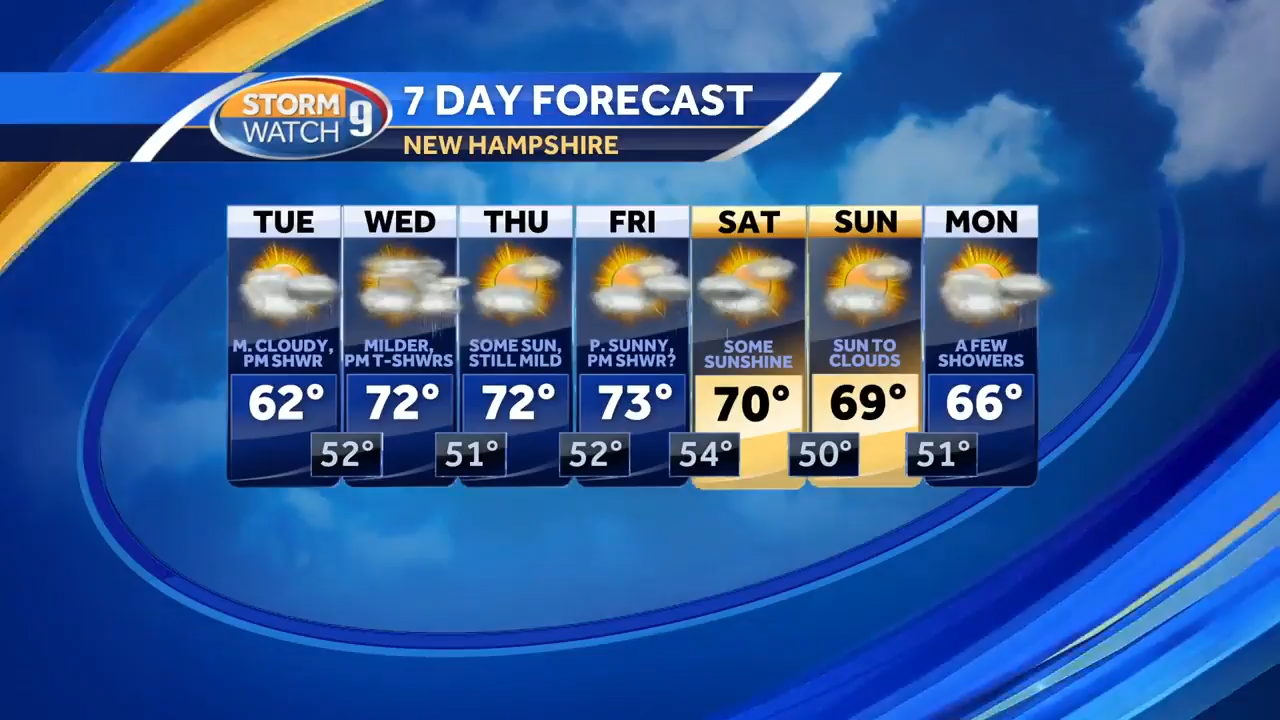 STORM
WATCH 9
7 DAY FORECAST
NEW HAMPSHIRE
TUE WED THU FRI SAT SUN MON
M. CLOUDY,
PM SHWR
MILDER,
PM T-SHWRS
SOME SUN,
STILL MILD
P. SUNNY,
PM SHWR?
SOME
SUNSHINE
SUN TO
CLOUDS
A FEW
SHOWERS
62° 72° 72° 73° 70° 69° 66°
52° 51° 52° 54° 50° 51°